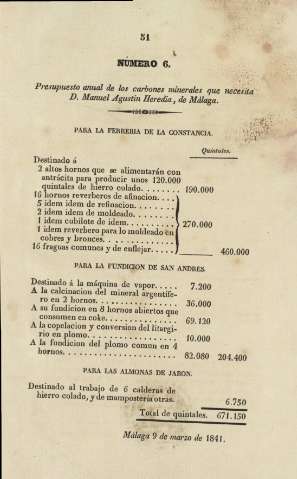 51
NÚMERO 6.
Presupuesto anual de los carbones minerales que necesita
D. Manuel Agustin Heredia, de Málaga.
PARA LA FERRERIA DE LA CONSTANCIA.
Quintales.
Destinado á
2 altos hornos que se alimentarán con
antrácita para producir unos 120.000
quintales de hierro colado........ 190.000
16 hornos reverberos de afinacion....
5 idem idem de refinacion.......
2 idem idem de moldeado.......
1 idem cubilote de idem......... 270.000
1 idem reverbero para lo moldeado en
cobres y bronces............
16 fraguas comunes y de enflejar.... 460.000
PARA LA FUNDICION DE SAN ANDRES.
Destinado á la máquina de vapor..... 7.200
A la calcinacion del mineral argentife-
ro en 2 hornos............. 36.000
A su fundicion en 8 hornos abiertos que
consumen en coke............ 69.120
A la copelacion y conversion del litargi-
rio en plomo............... 10.000
A la fundicion del plomo comun en 4
hornos................. 82.080 204.400
PARA LAS ALMONAS DE JABON.
Destinado al trabajo de 6 calderas de
hierro colado, y de mampostería otras. 6.750
Total de quintales. 671.150
Málaga 9 de marzo de 1841.